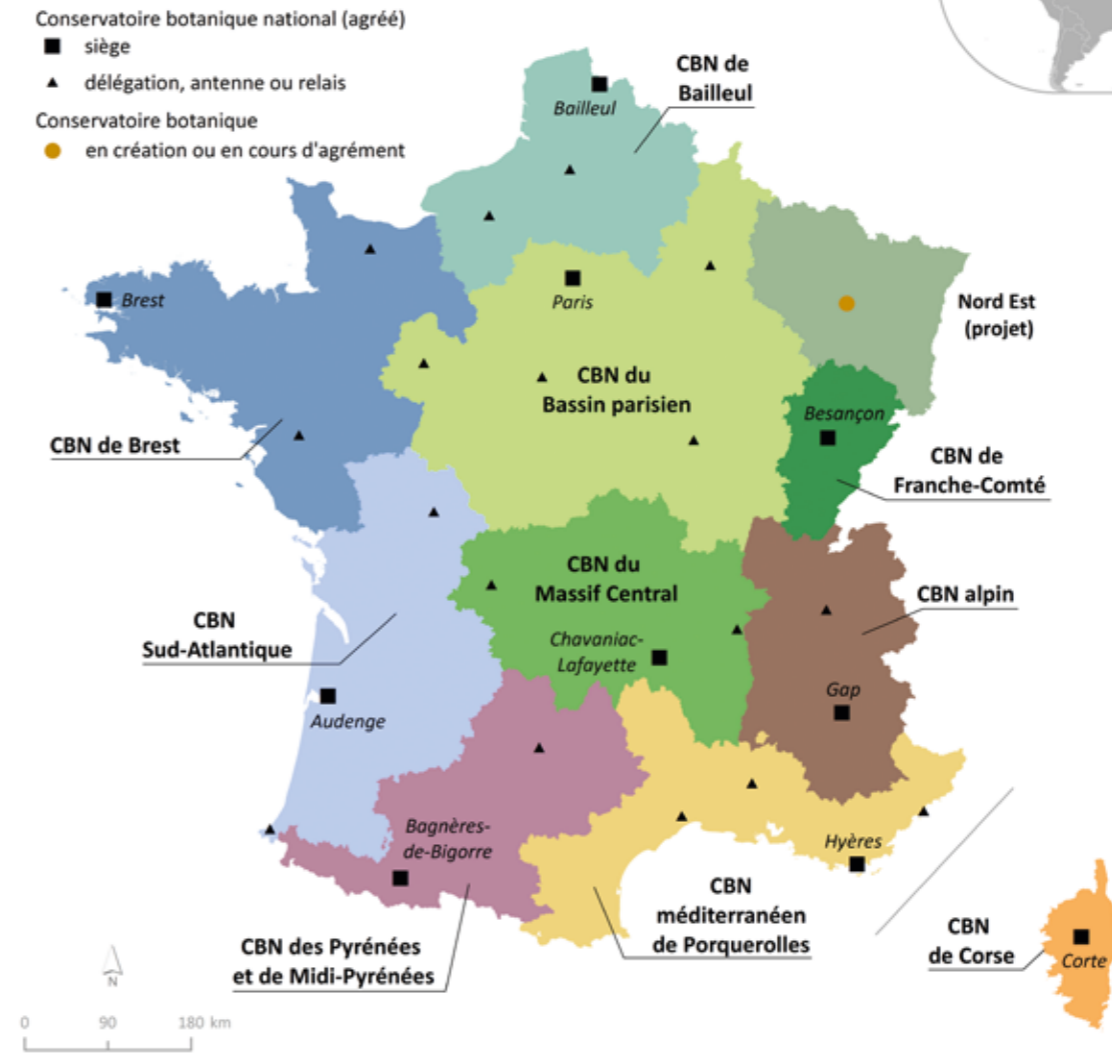 Conservatoire botanique national (agréé)
siège
délégation, antenne ou relais
Conservatoire botanique
en création ou en cours d'agrément
CBN de
Bailleul
Bailleul
Brest
Paris
Nord Est
(projet)
CBN du
Bassin parisien
Besançon
CBN de Brest
CBN de
Franche-Comté
CBN du
Massif Central
CBN alpin
CBN
Sud-Atlantique
Chavaniac-
Lafayette
Gap
Audenge
Bagnères-
de-Bigorre
Hyères
CBN
méditerranéen
de Porquerolles
CBN
de Corse
Corte
CBN des Pyrénées
et de Midi-Pyrénées
N
0 90 180 km